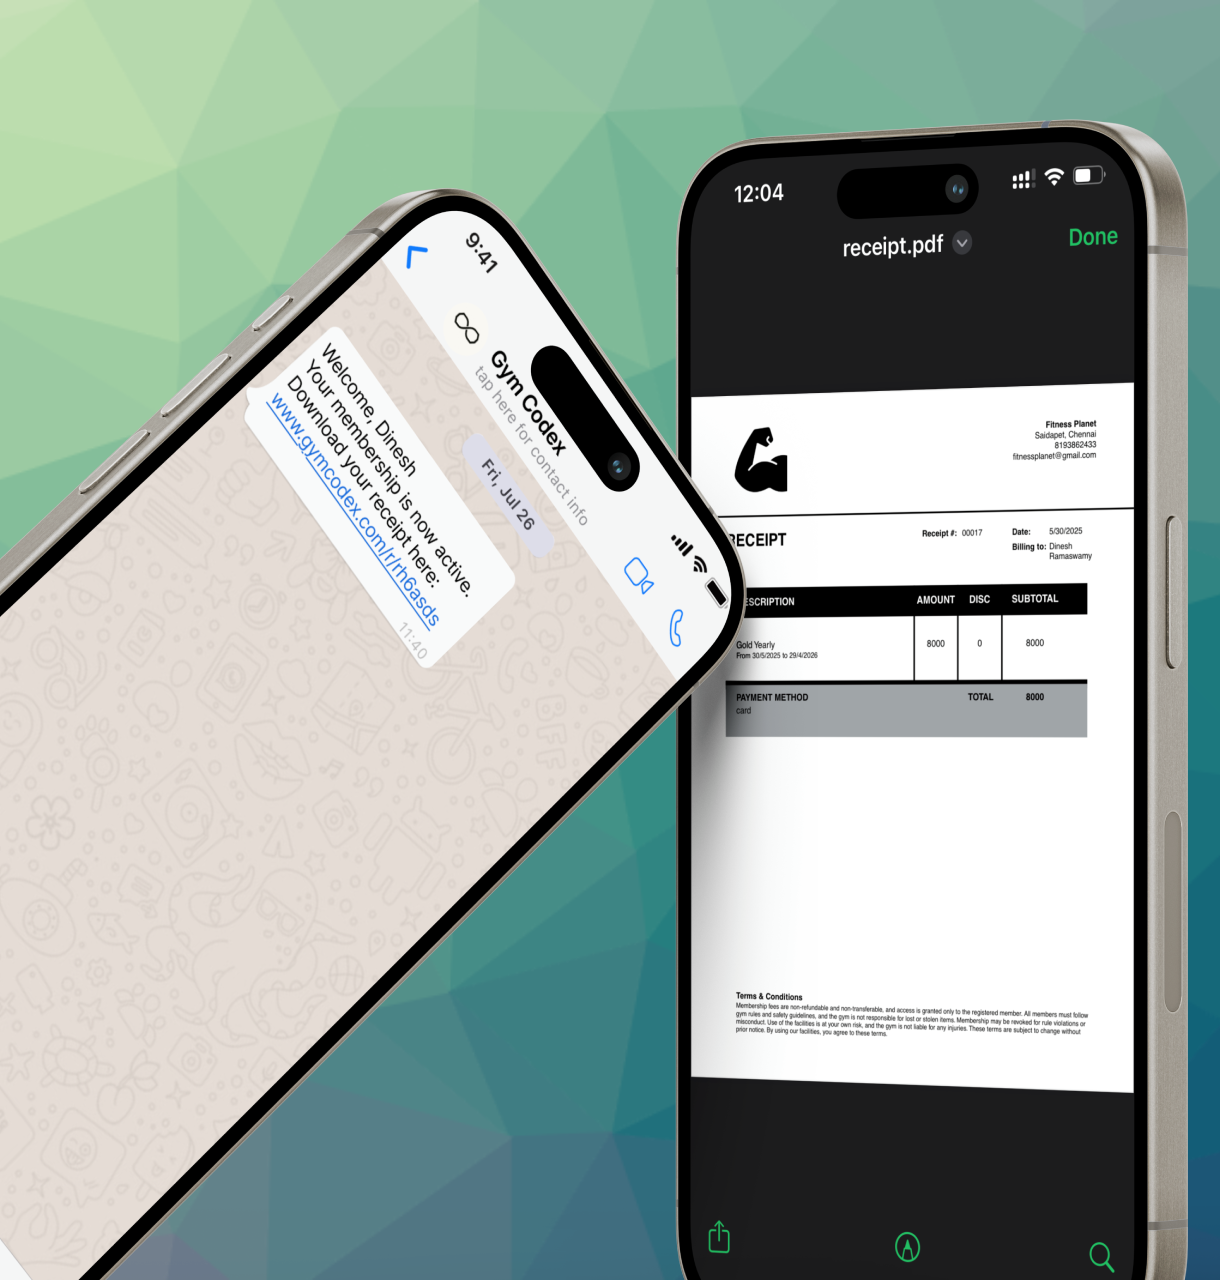 9:41
Gym Codex
tap here for contact info
Fri, Jul 26
Welcome, Dinesh
Your membership is now active.
Download your receipt here:
www.gymcodex.com/r/rh6asds
11:40
12:04
receipt.pdf
Done
Fitness Planet
Saidapet, Chennai
8193862433
fitnessplanet@gmail.com
RECEIPT
Receipt #: 00017
Date: 5/30/2025
Billing to: Dinesh
Ramaswamy
ESCRIPTION AMOUNT DISC SUBTOTAL
Gold Yearly 8000 0 8000
From 30/5/2025 to 29/4/2026
PAYMENT METHOD TOTAL 8000
card
Terms & Conditions
Membership fees are non-refundable and non-transferable, and access is granted only to the registered member. All members must follow
gym rules and safety guidelines, and the gym is not responsible for lost or stolen items. Membership may be revoked for rule violations or
misconduct. Use of the facilities is at your own risk, and the gym is not liable for any injuries. These terms are subject to change without
prior notice. By using our facilities, you agree to these terms.